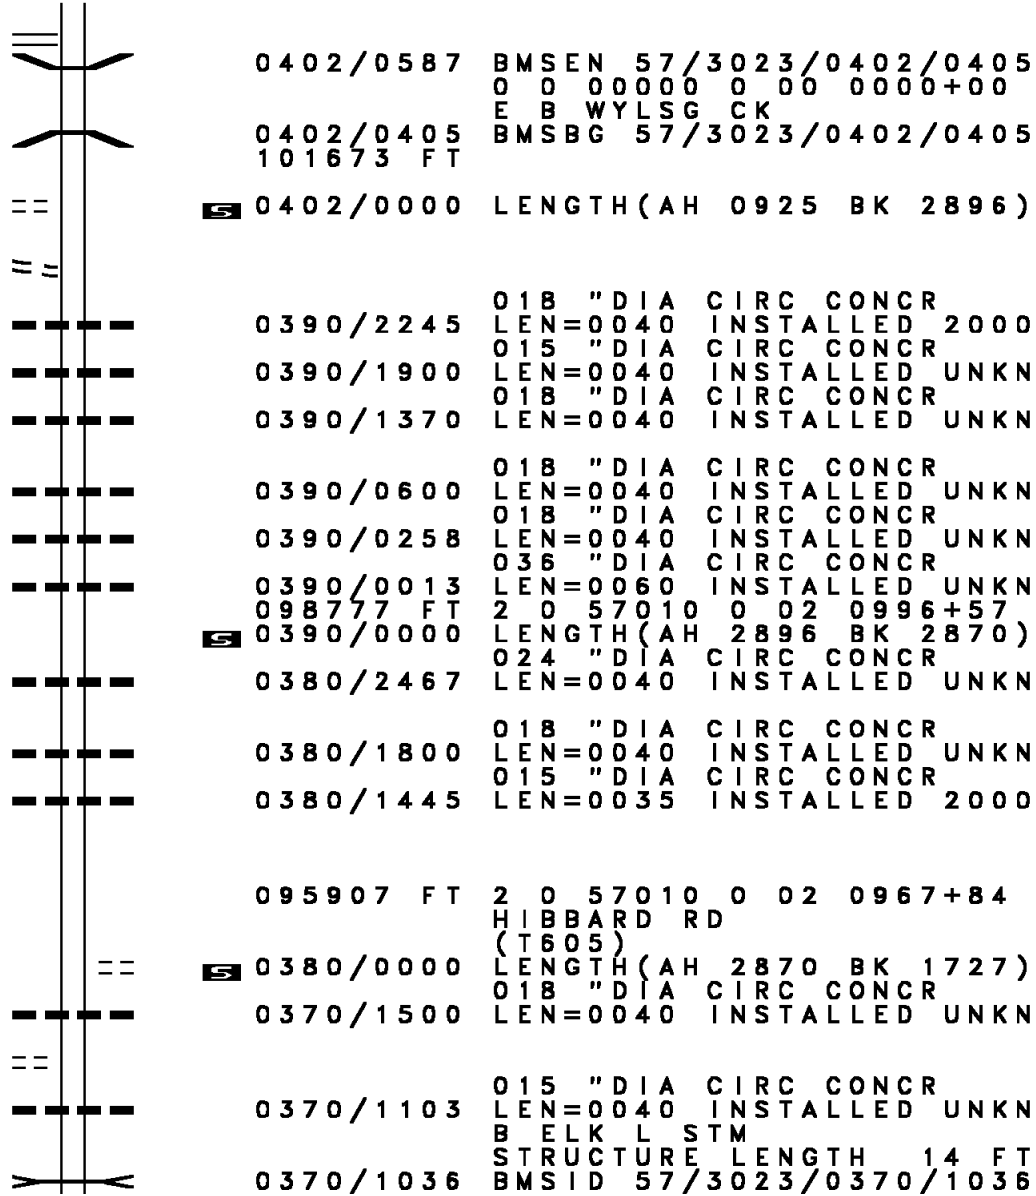 0402/0587 BMSEN 57/3023/0402/0405
0 0 00000 0 00 0000+00
E B WYLSG CK
0402/0405 BMSBG 57/3023/0402/0405
101673 FT
S 0402/0000 LENGTH(AH 0925 BK 2896)
018 "DIA CIRC CONCR
0390/2245 LEN=0040 INSTALLED 2000
015 "DIA CIRC CONCR
0390/1900 LEN=0040 INSTALLED UNKN
018 "DIA CIRC CONCR
0390/1370 LEN=0040 INSTALLED UNKN
018 "DIA CIRC CONCR
0390/0600 LEN=0040 INSTALLED UNKN
018 "DIA CIRC CONCR
0390/0258 LEN=0040 INSTALLED UNKN
036 "DIA CIRC CONCR
0390/0013 LEN=0060 INSTALLED UNKN
098777 FT 2 0 57010 0 02 0996+57
S 0390/0000 LENGTH(AH 2896 BK 2870)
024 "DIA CIRC CONCR
0380/2467 LEN=0040 INSTALLED UNKN
018 "DIA CIRC CONCR
0380/1800 LEN=0040 INSTALLED UNKN
015 "DIA CIRC CONCR
0380/1445 LEN=0035 INSTALLED 2000
095907 FT 2 0 57010 0 02 0967+84
HIBBARD RD
(T605)
S 0380/0000 LENGTH(AH 2870 BK 1727)
018 "DIA CIRC CONCR
0370/1500 LEN=0040 INSTALLED UNKN
015 "DIA CIRC CONCR
0370/1103 LEN=0040 INSTALLED UNKN
B ELK L STM
STRUCTURE LENGTH 14 FT
0370/1036 BMSID 57/3023/0370/1036